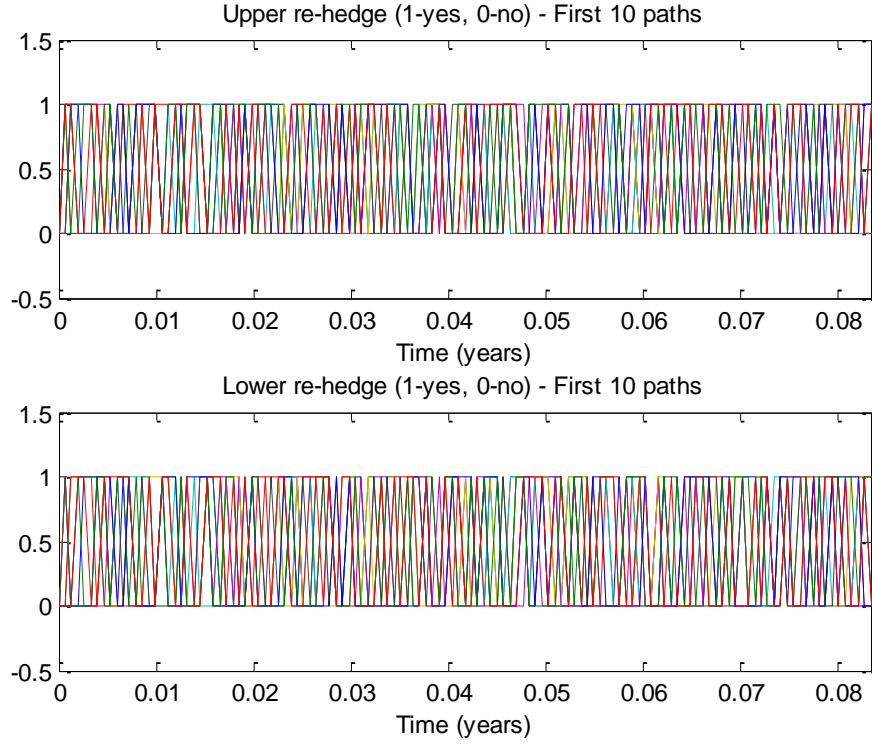 Upper re-hedge (1-yes, 0-no) - First 10 paths
1.5
1
0.5
0
-0.5
0 0.01 0.02 0.03 0.04 0.05 0.06 0.07 0.08
Time (years)
Lower re-hedge (1-yes, 0-no) - First 10 paths
1.5
1
0.5
0
-0.5
0 0.01 0.02 0.03 0.04 0.05 0.06 0.07 0.08
Time (years)